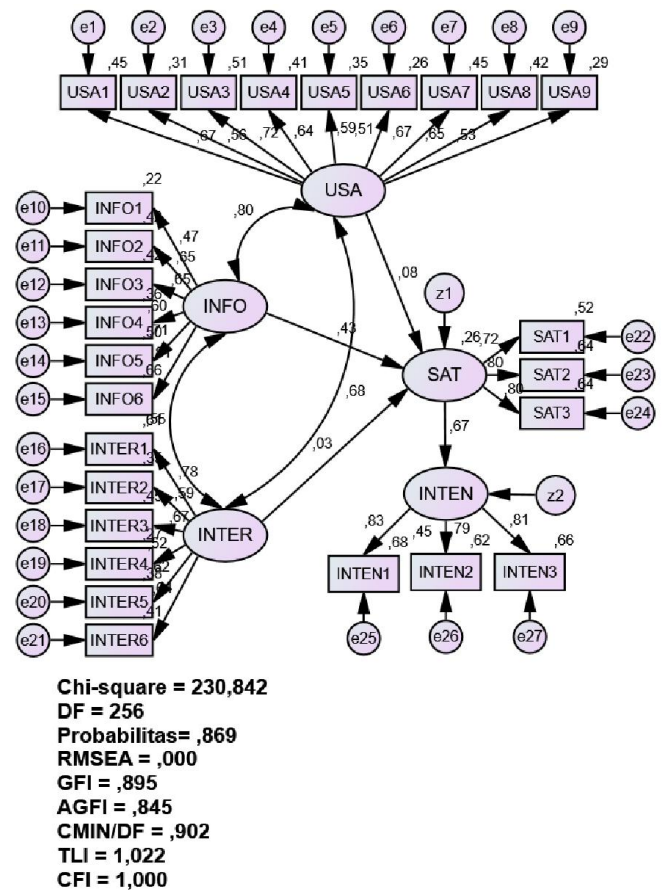 e1 e2 e3 e4 e5 e6 e7 e8 e9
,45 ,31 ,51 ,41 ,35 ,26 ,45 ,42 ,29
USA1 USA2 USA3 USA4 USA5 USA6 USA7 USA8 USA9
,67 ,56 ,72 ,64 ,59 ,51 ,67 ,65 ,53
USA
,22
e10 INFO1
,80
,47
e11 INFO2
,42 ,65
,08
e12 INFO3
,65
z1
INFO
,36
e13 INFO4
,60
,52
,43
,26 ,72 SAT1 e22
,50
e14 INFO5
,64
SAT ,80 SAT2 e23
,66
e15 INFO6
,68
,80 ,64
SAT3 e24
,03
,67
e16 INTER1
,78
e17 INTER2
,59
INTEN z2
e18 INTER3
,67
INTER
,83 ,45 ,79 ,81
,52
e19 INTER4
,68 ,62 ,66
,38
e20 INTER5
INTEN1 INTEN2 INTEN3
,41
e21 INTER6
e25 e26 e27
Chi-square = 230,842
DF = 256
Probabilitas= ,869
RMSEA = ,000
GFI = ,895
AGFI = ,845
CMIN/DF = ,902
TLI = 1,022
CFI = 1,000